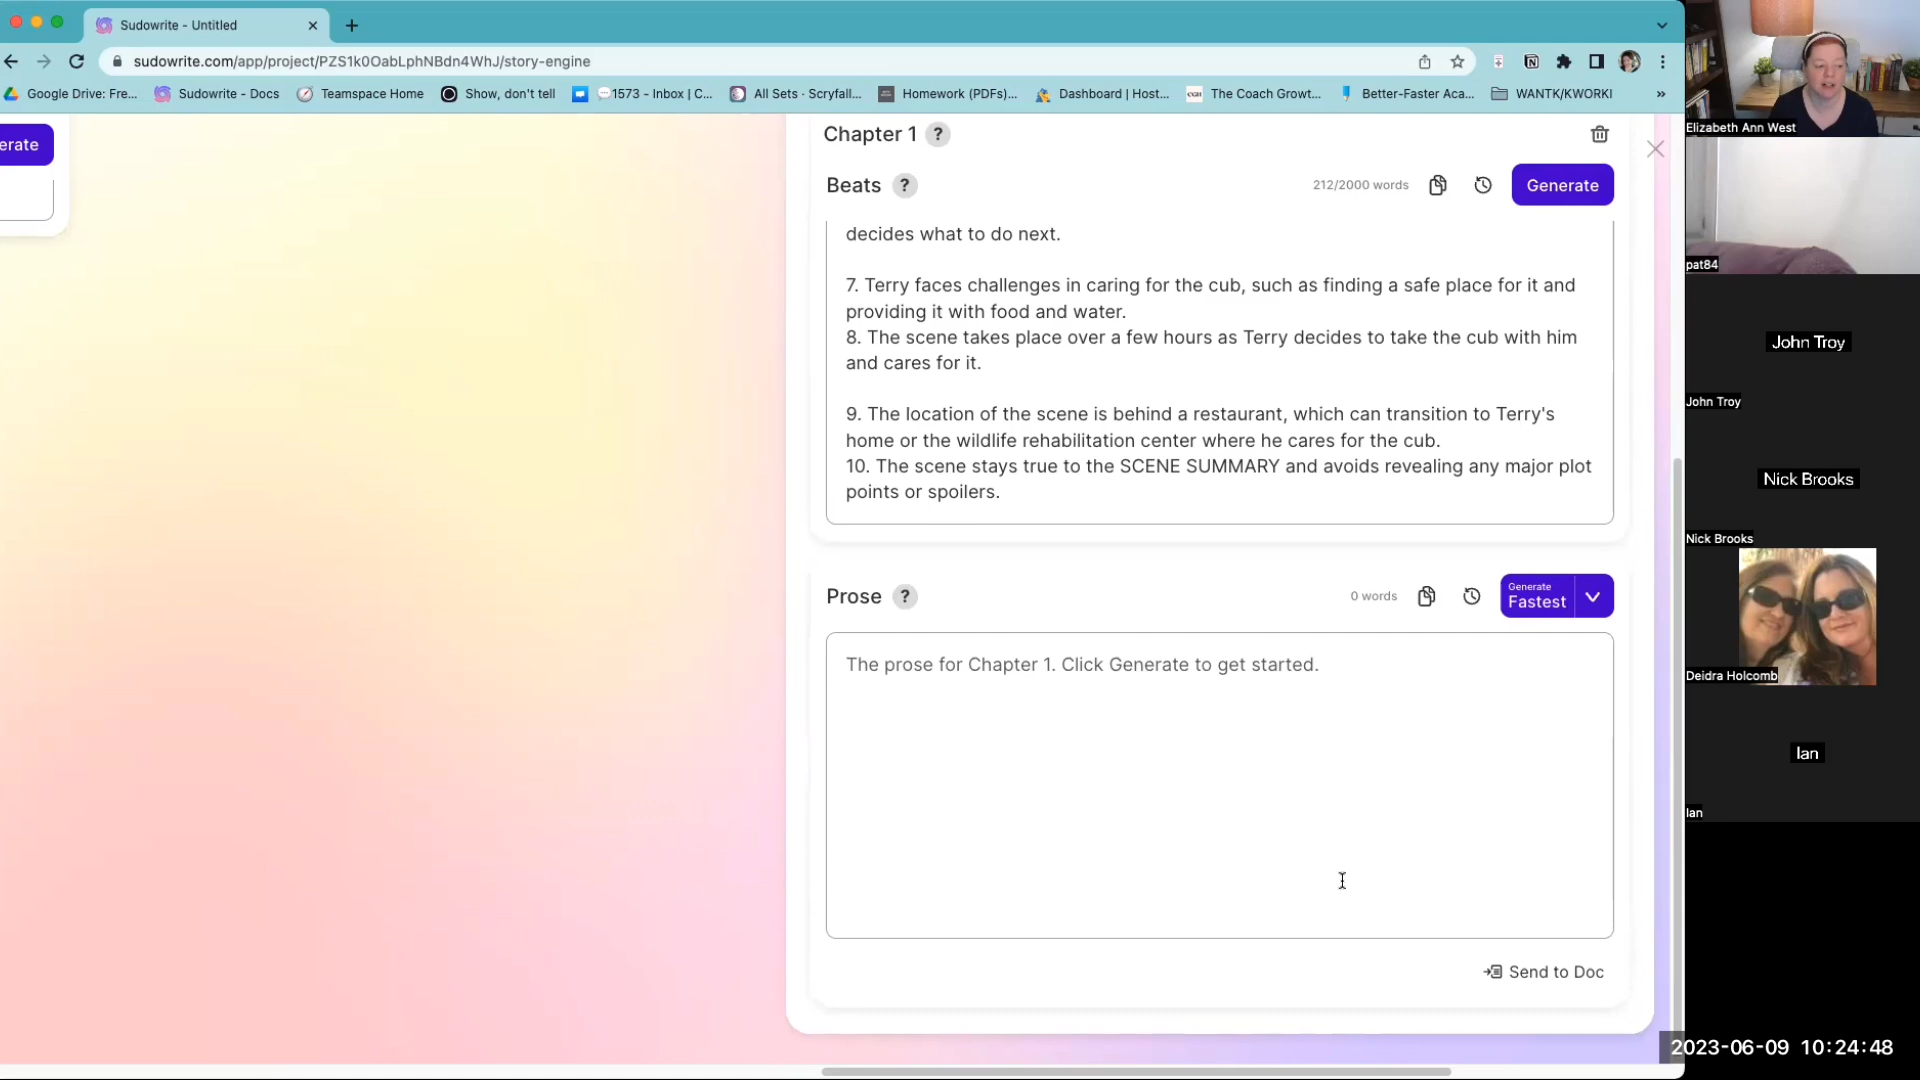 Sudowrite - Untitled
sudowrite.com/app/project/PZS1k0OabLphNBdn4WhJ/story-engine
Google Drive: Fre...
Sudowrite - Docs
Teamspace Home
Show, don't tell
1573 - Inbox | C...
All Sets - Scryfall...
Homework (PDFs)...
Dashboard | Host...
The Coach Growt...
Better-Faster Aca...
WANTK/KWORKI
»
erate
Chapter 1 ?
Beats ?
212/2000 words
Generate
decides what to do next.
7. Terry faces challenges in caring for the cub, such as finding a safe place for it and
providing it with food and water.
8. The scene takes place over a few hours as Terry decides to take the cub with him
and cares for it.
9. The location of the scene is behind a restaurant, which can transition to Terry's
home or the wildlife rehabilitation center where he cares for the cub.
10. The scene stays true to the SCENE SUMMARY and avoids revealing any major plot
points or spoilers.
Prose ?
0 words
Generate
Fastest
The prose for Chapter 1. Click Generate to get started.
Send to Doc
Elizabeth Ann West
pat84
John Troy
John Troy
Nick Brooks
Nick Brooks
Deidra Holcomb
Ian
Ian
2023-06-09 10:24:48